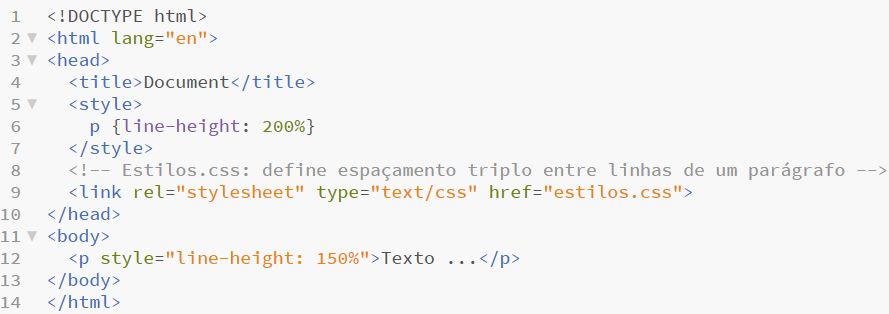 1 <!DOCTYPE html>
2 <html lang="en">
3 <head>
4 <title>Document</title>
5 <style>
6 p {line-height: 200%}
7 </style>
8 <!-- Estilos.css: define espaçamento triplo entre linhas de um parágrafo -->
9 <link rel="stylesheet" type="text/css" href="estilos.css">
10 </head>
11 <body>
12 <p style="line-height: 150%">Texto ...</p>
13 </body>
14 </html>